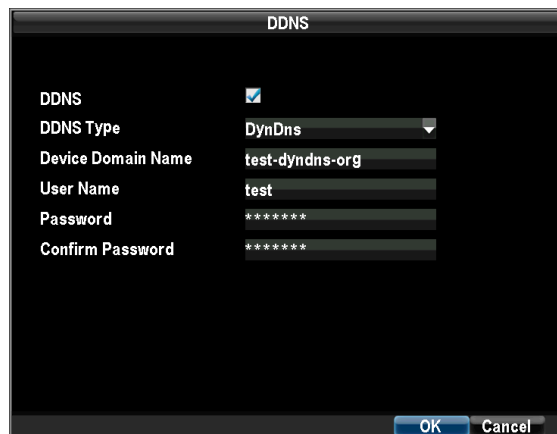 DDNS
DDNS
DDNS Type DynDns
Device Domain Name test-dyndns-org
User Name test
Password *******
Confirm Password *******
OK Cancel